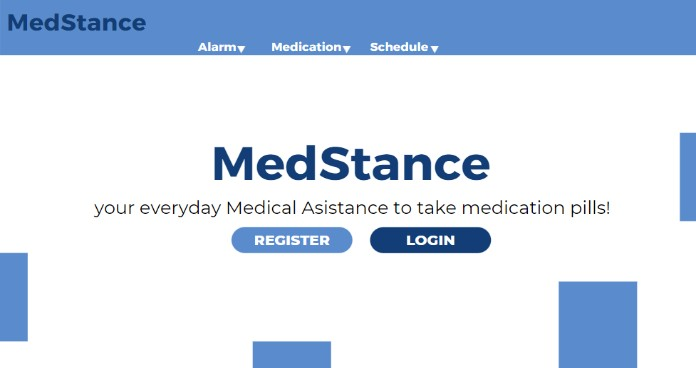 MedStance
Alarm▼ Medication▼ Schedule▼
MedStance
your everyday Medical Asistance to take medication pills!
REGISTER LOGIN